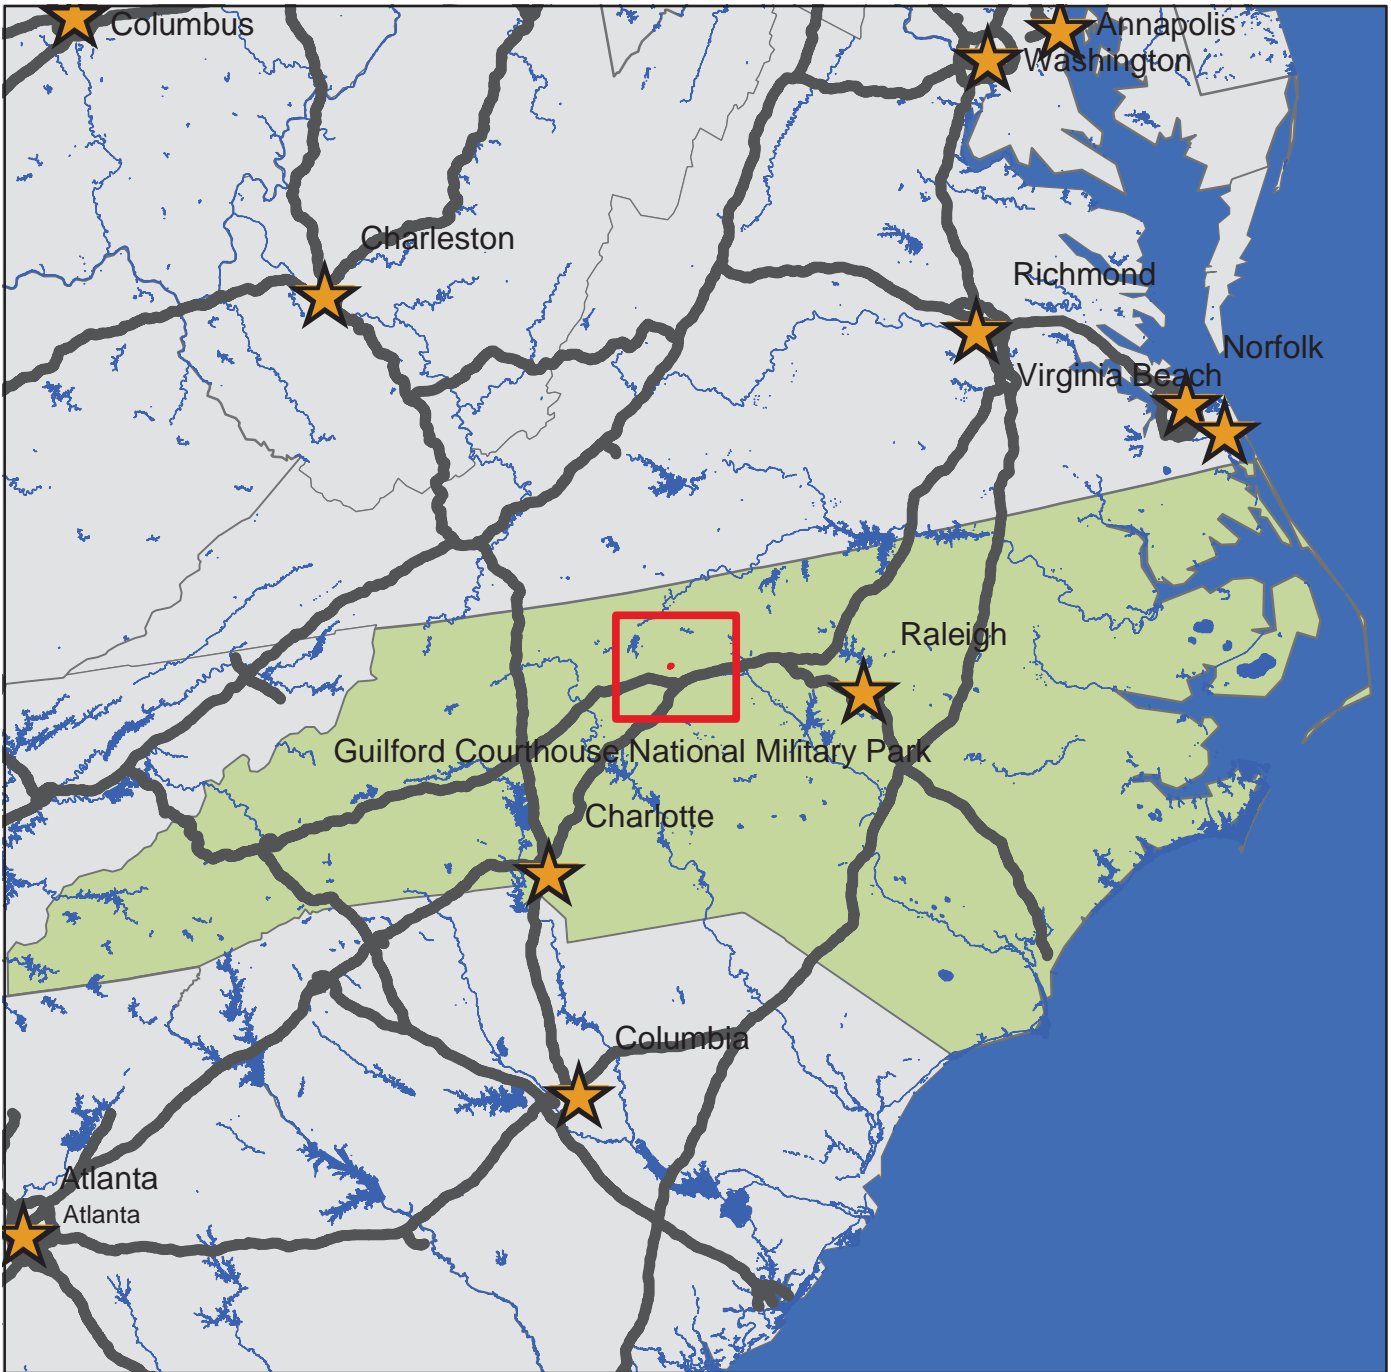 Columbus
Annapolis
Washington
Charleston
Richmond
Norfolk
Virginia Beach
Raleigh
Guilford Courthouse National Military Park
Charlotte
Columbia
Atlanta
Atlanta